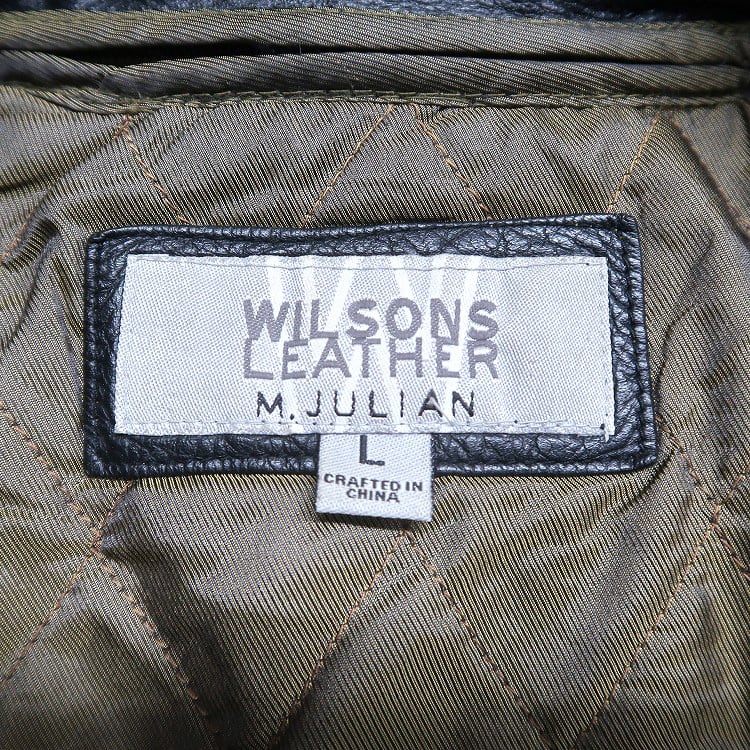 WILSONS
LEATHER
M. JULIAN
L
CRAFTED IN
CHINA